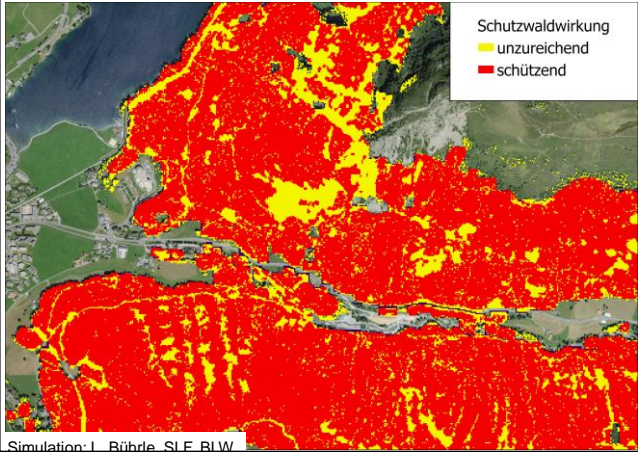 Schutzwaldwirkung
unzureichend
schützend
Simulation: L. Bührle, SLF, BLW